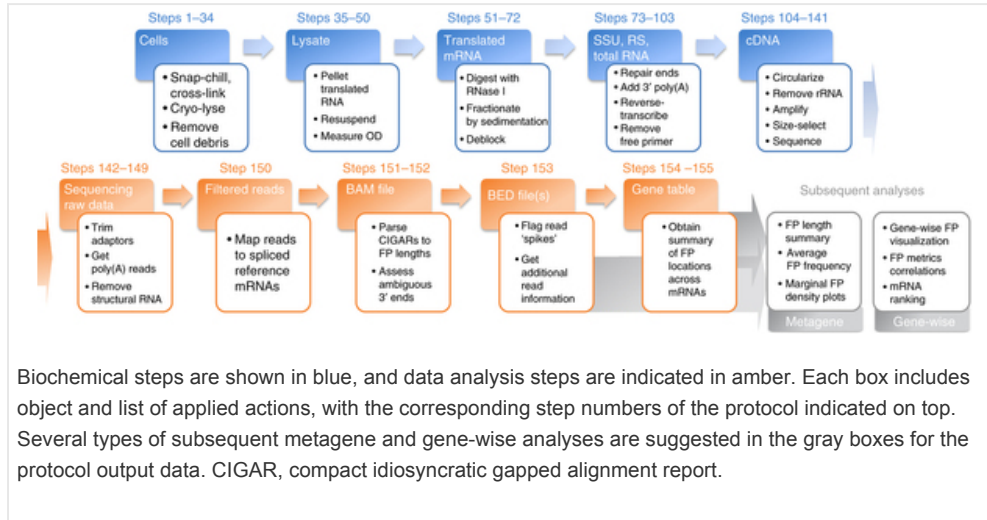 Steps 1–34
Cells
• Snap-chill,
cross-link
• Cryo-lyse
• Remove
cell debris
Steps 35–50
Lysate
• Pellet
translated
RNA
• Resuspend
• Measure OD
Steps 51–72
Translated
mRNA
• Digest with
RNase I
• Fractionate
by sedimentation
• Deblock
Steps 73–103
SSU, RS,
total RNA
• Repair ends
• Add 3′ poly(A)
• Reverse-
transcribe
• Remove
free primer
Steps 104–141
cDNA
• Circularize
• Remove rRNA
• Amplify
• Size-select
• Sequence
Steps 142–149
Sequencing
raw data
• Trim
adaptors
• Get
poly(A) reads
• Remove
structural RNA
Step 150
Filtered reads
• Map reads
to spliced
reference
mRNAs
Steps 151–152
BAM file
• Parse
CIGARs to
FP lengths
• Assess
ambiguous
3′ ends
Step 153
BED file(s)
• Flag read
‘spikes’
• Get
additional
read
information
Steps 154 –155
Gene table
• Obtain
summary
of FP
locations
across
mRNAs
Subsequent analyses
• FP length
summary
• Average
FP frequency
• Marginal FP
density plots
Metagene
• Gene-wise FP
visualization
• FP metrics
correlations
• mRNA
ranking
Gene-wise
Biochemical steps are shown in blue, and data analysis steps are indicated in amber. Each box includes
object and list of applied actions, with the corresponding step numbers of the protocol indicated on top.
Several types of subsequent metagene and gene-wise analyses are suggested in the gray boxes for the
protocol output data. CIGAR, compact idiosyncratic gapped alignment report.